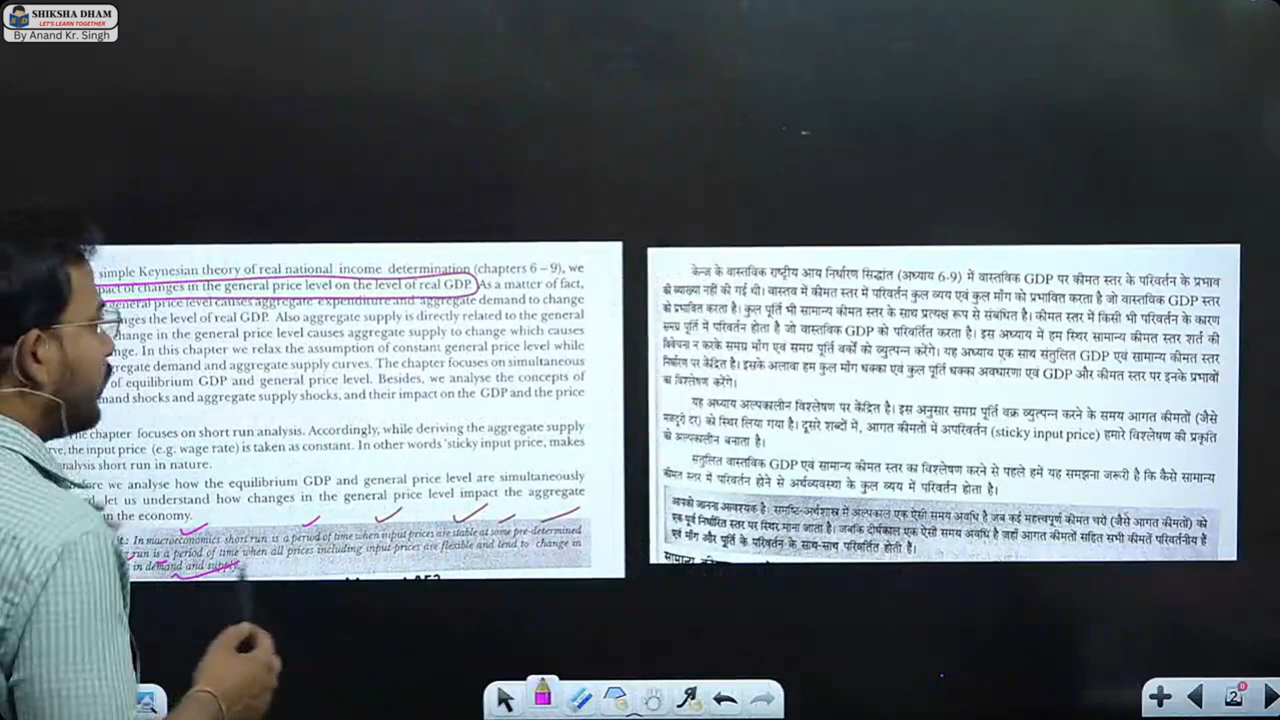 SHIKSHA DHAM
LET'S LEARN TOGETHER
By Anand Kr. Singh
simple Keynesian theory of real national income determination (chapters 6 – 9), we
of changes in the general price level on the level of real GDP. As a matter of fact,
general price level causes aggregate expenditure and aggregate demand to change
the level of real GDP. Also aggregate supply is directly related to the general
change in the general price level causes aggregate supply to change which causes
In this chapter we relax the assumption of constant general price level while
demand and aggregate supply curves. The chapter focuses on simultaneous
of equilibrium GDP and general price level. Besides, we analyse the concepts of
shocks and aggregate supply shocks, and their impact on the GDP and the price
chapter focuses on short run analysis. Accordingly, while deriving the aggregate supply
the input price (e.g. wage rate) is taken as constant. In other words 'sticky input price, makes
analysis short run in nature.
we analyse how the equilibrium GDP and general price level are simultaneously
let us understand how changes in the general price level impact the aggregate
the economy.
In macroeconomics short run is a period of time when input prices are stable at some pre-determined
run is a period of time when all prices including input prices are flexible and tend to change in
in demand and supply.
केन्ज के वास्तविक राष्ट्रीय आय निर्धारण सिद्धांत (अध्याय 6-9) में वास्तविक GDP पर कीमत स्तर के परिवर्तन के प्रभाव
की व्याख्या नहीं की गई थी। वास्तव में कीमत स्तर में परिवर्तन कुल व्यय एवं कुल माँग को प्रभावित करता है जो वास्तविक GDP स्तर
को प्रभावित करता है। कुल पूर्ति भी सामान्य कीमत स्तर के साथ प्रत्यक्ष रूप से संबंधित है। कीमत स्तर में किसी भी परिवर्तन के कारण
समग्र पूर्ति में परिवर्तन होता है जो वास्तविक GDP को परिवर्तित करता है। इस अध्याय में हम स्थिर सामान्य कीमत स्तर शर्त की
विवेचना न करके समग्र माँग एवं समग्र पूर्ति वक्रों को व्युत्पन्न करेंगे। यह अध्याय एक साथ संतुलित GDP एवं सामान्य कीमत स्तर
निर्धारण पर केंद्रित है। इसके अलावा हम कुल माँग धक्का एवं कुल पूर्ति धक्का अवधारणा एवं GDP और कीमत स्तर पर इनके प्रभावों
का विश्लेषण करेंगे।
यह अध्याय अल्पकालीन विश्लेषण पर केंद्रित है। इस अनुसार समग्र पूर्ति वक्र व्युत्पन्न करने के समय आगत कीमतों (जैसे
मजदूरी दर) को स्थिर लिया गया है। दूसरे शब्दों में, आगत कीमतों में अपरिवर्तन (sticky input price) हमारे विश्लेषण की प्रकृति
को अल्पकालीन बनाता है।
संतुलित वास्तविक GDP एवं सामान्य कीमत स्तर का विश्लेषण करने से पहले हमें यह समझना जरूरी है कि कैसे सामान्य
कीमत स्तर में परिवर्तन होने से अर्थव्यवस्था के कुल व्यय में परिवर्तन होता है।
आपको जानना आवश्यक है: समष्टि-अर्थशास्त्र में अल्पकाल एक ऐसी समय अवधि है जब कई महत्त्वपूर्ण कीमत चरों (जैसे आगत कीमतों) को
एक पूर्व निर्धारित स्तर पर स्थिर माना जाता है। जबकि दीर्घकाल एक ऐसी समय अवधि है जहाँ आगत कीमतों सहित सभी कीमतें परिवर्तनीय हैं
एवं माँग और पूर्ति के परिवर्तन के साथ-साथ परिवर्तित होती है।
2